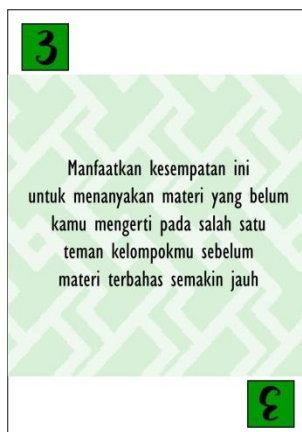 3
Manfaatkan kesempatan ini
untuk menanyakan materi yang belum
kamu mengerti pada salah satu
teman kelompokmu sebelum
materi terbahas semakin jauh
3